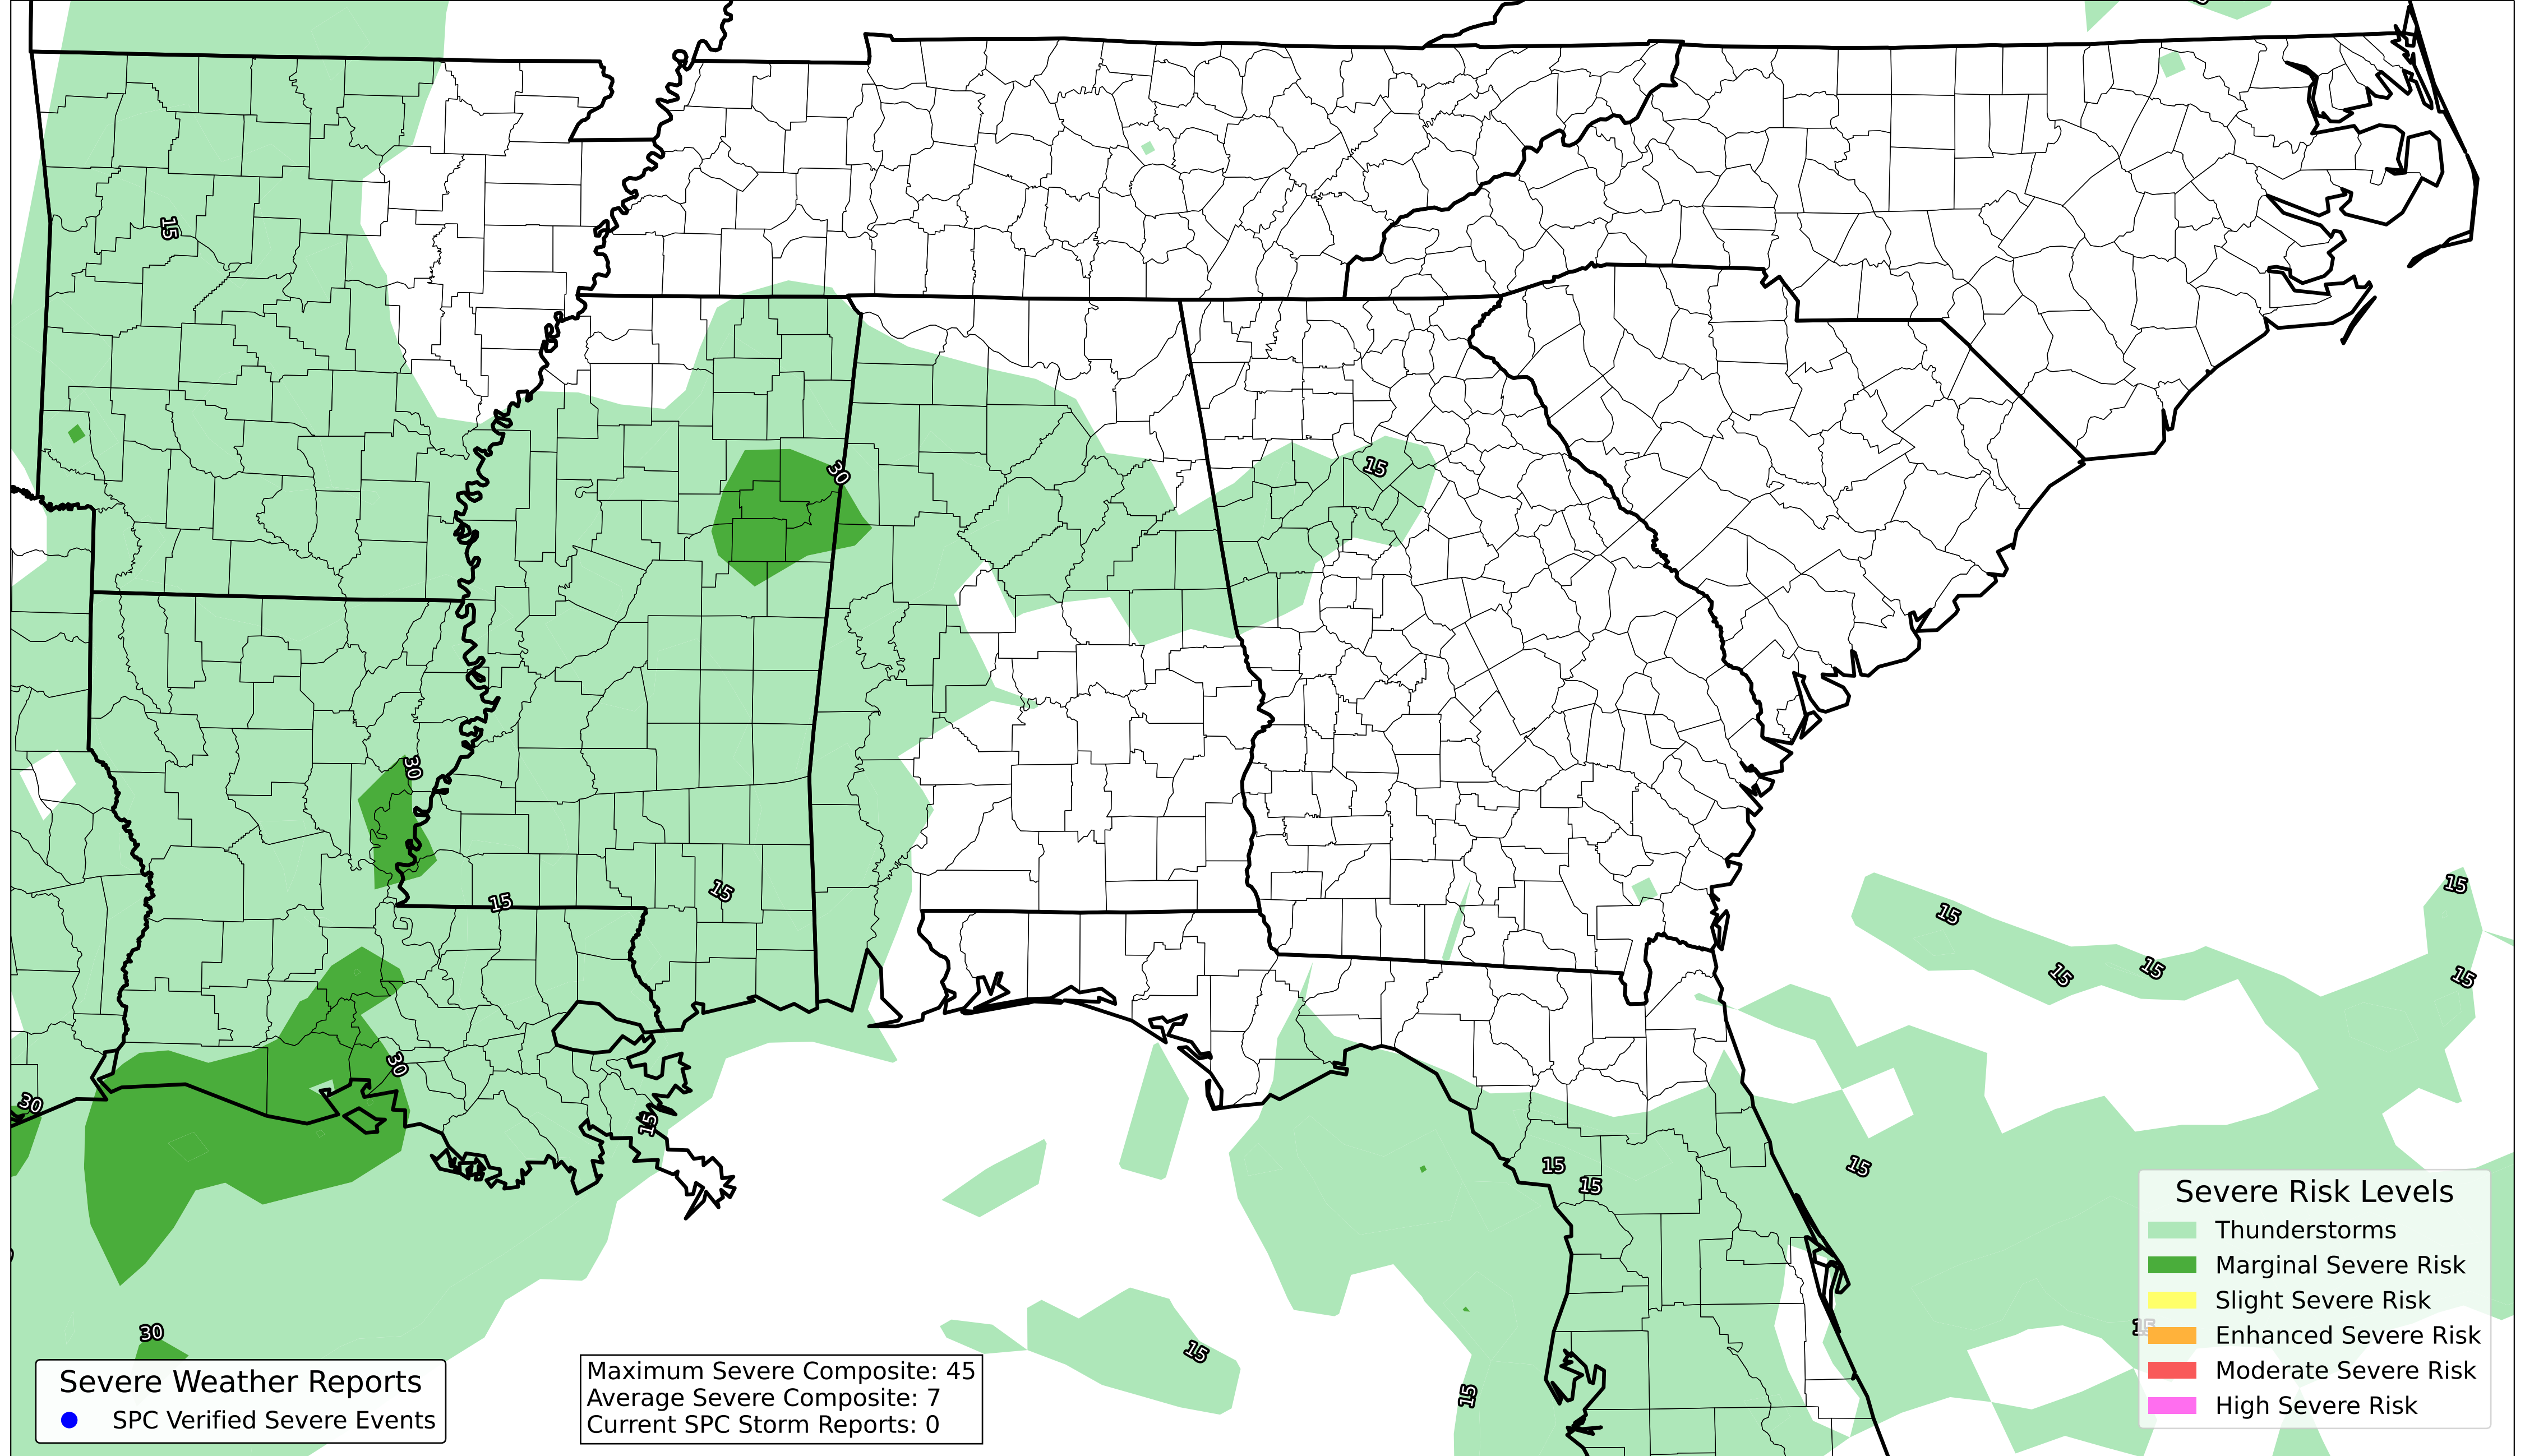 15
30
15
30
15
15
15
15
15
15
15
30
30
15
15
15
15
30
15
15
15
Severe Risk Levels
Thunderstorms
Marginal Severe Risk
Slight Severe Risk
Enhanced Severe Risk
Moderate Severe Risk
High Severe Risk
Severe Weather Reports
SPC Verified Severe Events
Maximum Severe Composite: 45
Average Severe Composite: 7
Current SPC Storm Reports: 0